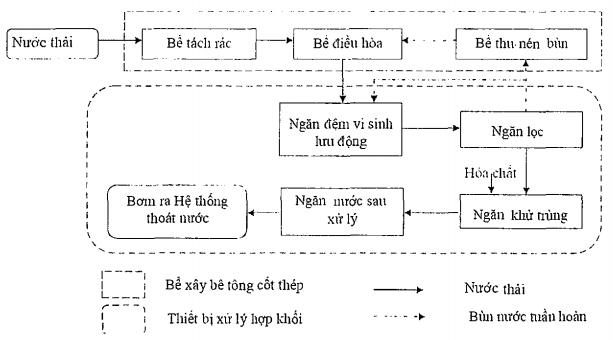 Nước thải
Bể tách rác
Bể điều hòa
Bể thu nén bùn
Ngăn đệm vi sinh
lưu động
Ngăn lọc
Hóa chất
Bơm ra Hệ thống
thoát nước
Ngăn nước sau
xử lý
Ngăn khử trùng
Bể xây bê tông cốt thép
Nước thải
Thiết bị xử lý hợp khối
Bùn nước tuần hoàn